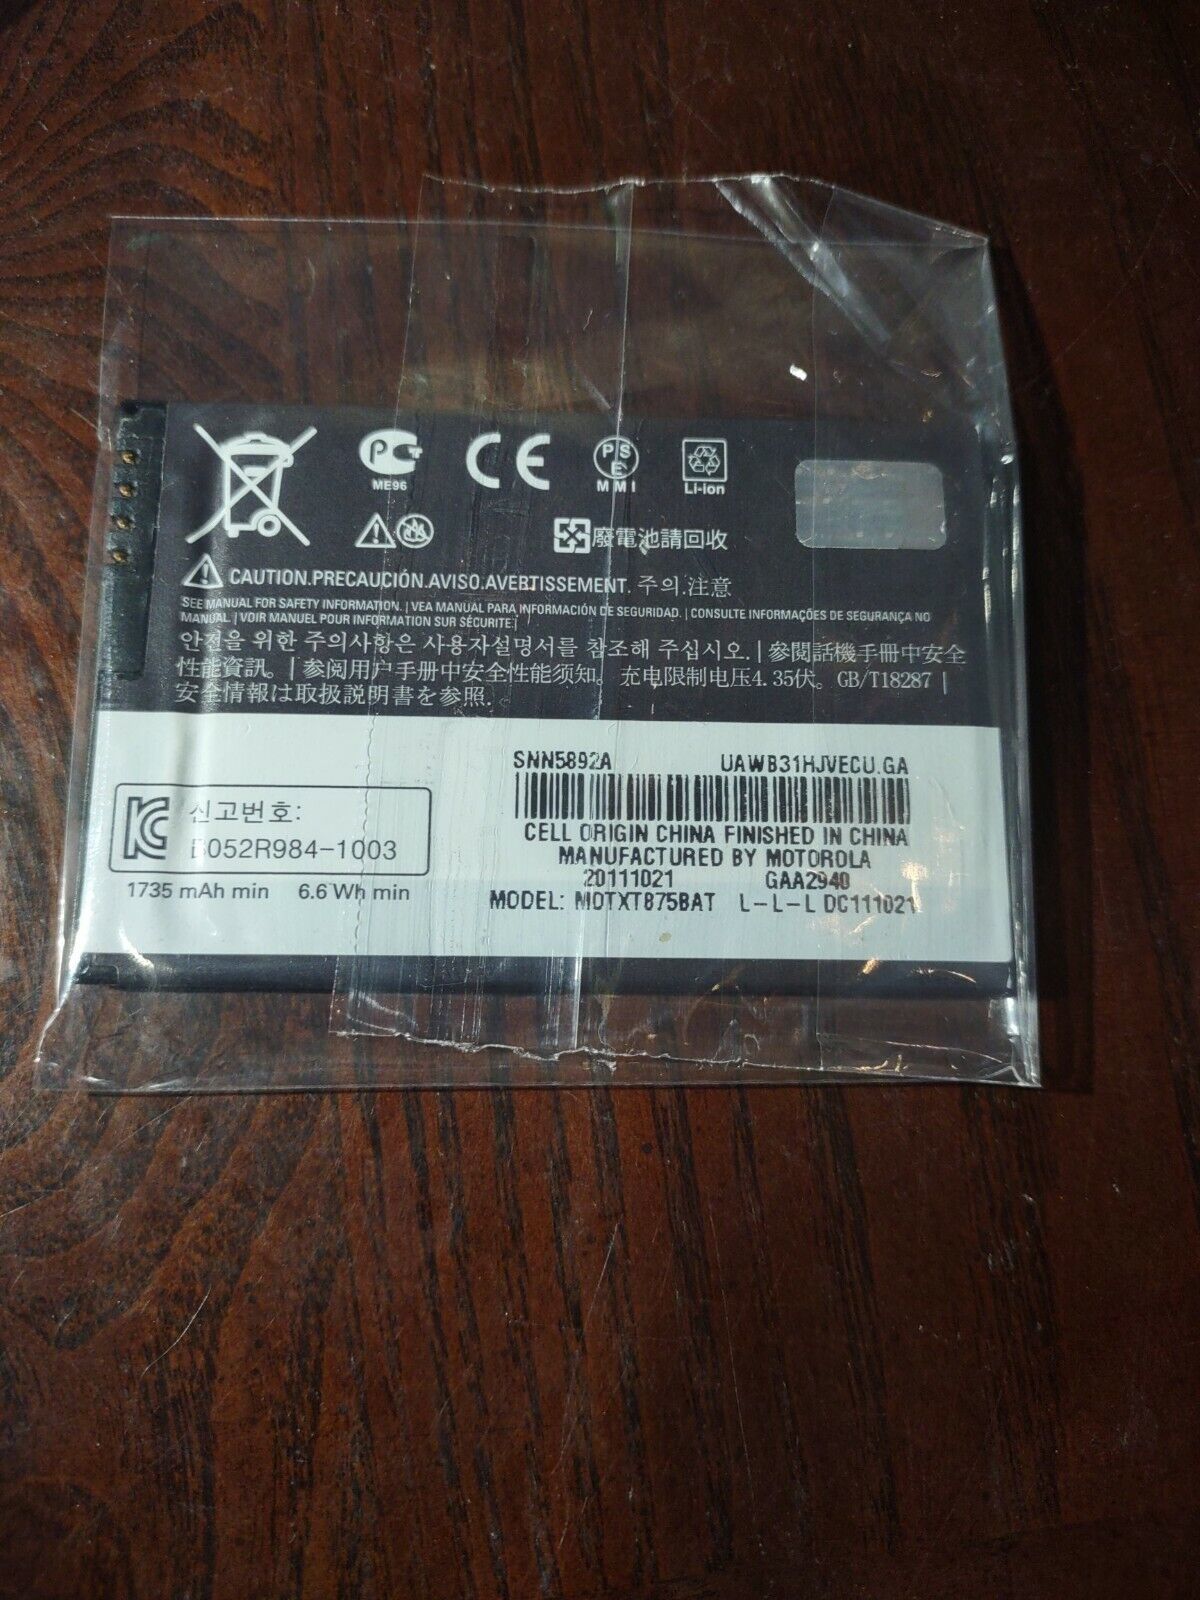 PCT
ME96
CE
PSE
MMI
Li-ion
廢電池請回收
CAUTION.PRECAUCIÓN.AVISO.AVERTISSEMENT. 주의.注意
SEE MANUAL FOR SAFETY INFORMATION. | VEA MANUAL PARA INFORMACIÓN DE SEGURIDAD. | CONSULTE INFORMAÇÕES DE SEGURANÇA NO
MANUAL. | VOIR MANUEL POUR INFORMATION SUR SÉCURITE |
안전을 위한 주의사항은 사용자설명서를 참조해 주십시오. | 參閱話機手冊中安全
性能資訊。 | 参阅用户手册中安全性能须知。 充电限制电压4.35伏。 GB/T18287 |
安全情報は取扱説明書を参照.
SNN5892A UAWB31HJVECU.GA
CELL ORIGIN CHINA FINISHED IN CHINA
MANUFACTURED BY MOTOROLA
20111021 GAA2940
MODEL: MOTXT875BAT L-L-L DC111021
KC 신고번호:
B052R984-1003
1735 mAh min 6.6 Wh min